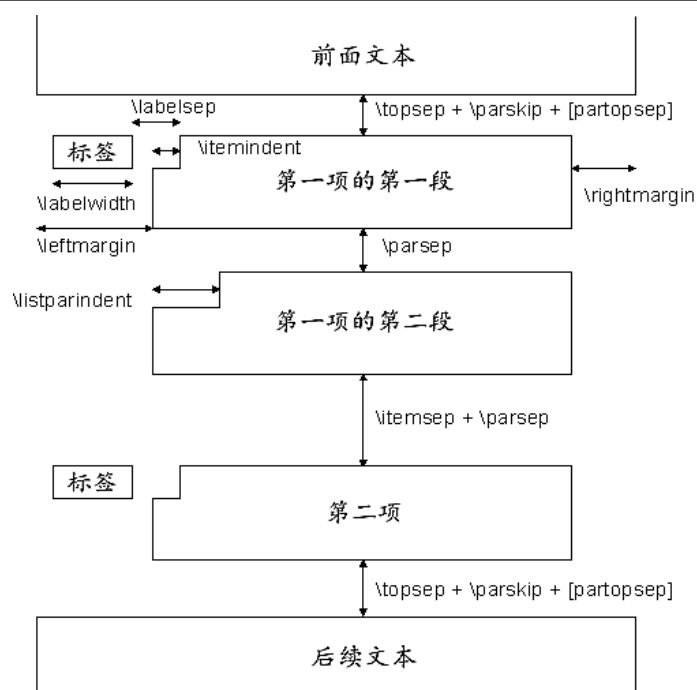 前面文本
\labelsep
\topsep + \parskip + [partopsep]
标签
\itemindent
第一项的第一段
\labelwidth
\rightmargin
\leftmargin
\parsep
\listparindent
第一项的第二段
\itemsep + \parsep
标签
第二项
\topsep + \parskip + [partopsep]
后续文本